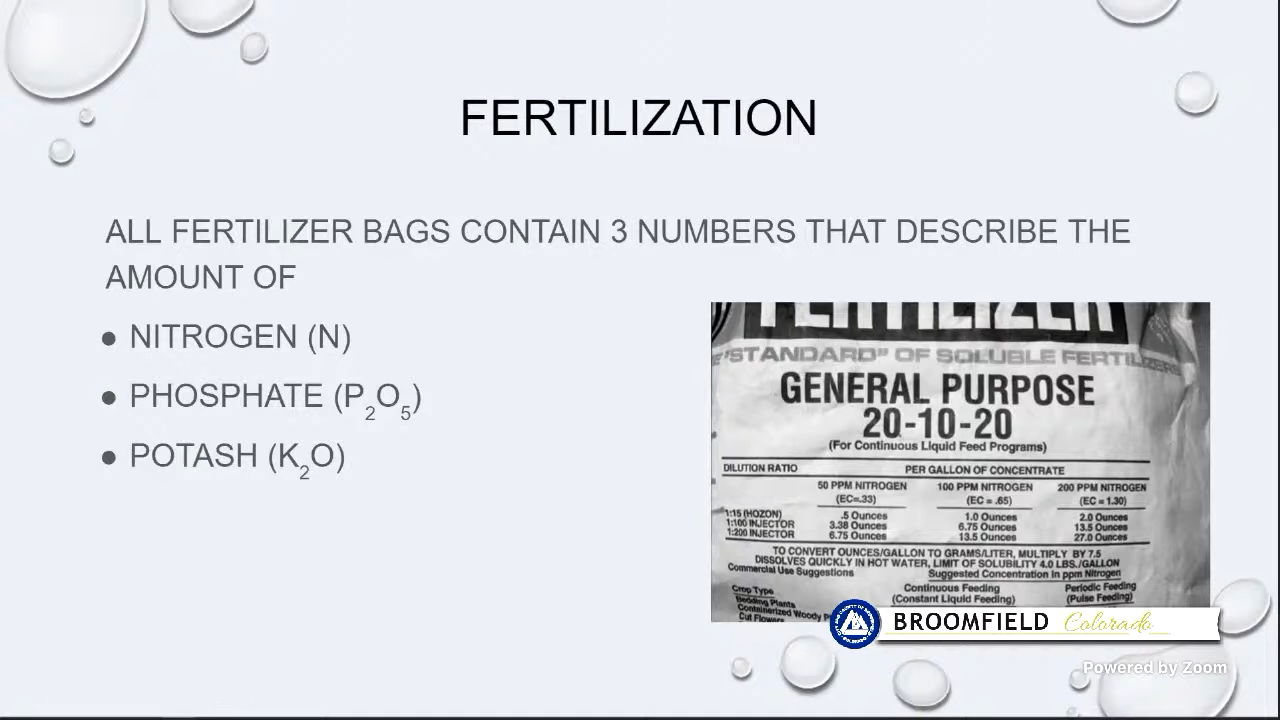 FERTILIZATION
ALL FERTILIZER BAGS CONTAIN 3 NUMBERS THAT DESCRIBE THE
AMOUNT OF
● NITROGEN (N)
● PHOSPHATE (P₂O₅)
● POTASH (K₂O)
FERTILIZER
"STANDARD" OF SOLUBLE FERTILIZERS
GENERAL PURPOSE
20-10-20
(For Continuous Liquid Feed Programs)
DILUTION RATIO PER GALLON OF CONCENTRATE
50 PPM NITROGEN 100 PPM NITROGEN 200 PPM NITROGEN
(EC=.33) (EC = .65) (EC = 1.30)
1:15 (HOZON) .5 Ounces 1.0 Ounces 2.0 Ounces
1:100 INJECTOR 3.38 Ounces 6.75 Ounces 13.5 Ounces
1:200 INJECTOR 6.75 Ounces 13.5 Ounces 27.0 Ounces
TO CONVERT OUNCES/GALLON TO GRAMS/LITER, MULTIPLY BY 7.5
DISSOLVES QUICKLY IN HOT WATER, LIMIT OF SOLUBILITY 4.0 LBS./GALLON
Commercial Use Suggestions Suggested Concentration in ppm Nitrogen
Crop Type Continuous Feeding Periodic Feeding
(Constant Liquid Feeding) (Pulse Feeding)
Bedding Plants
Containerized Woody
Cut Flowers
BROOMFIELD Colorado
Powered by Zoom